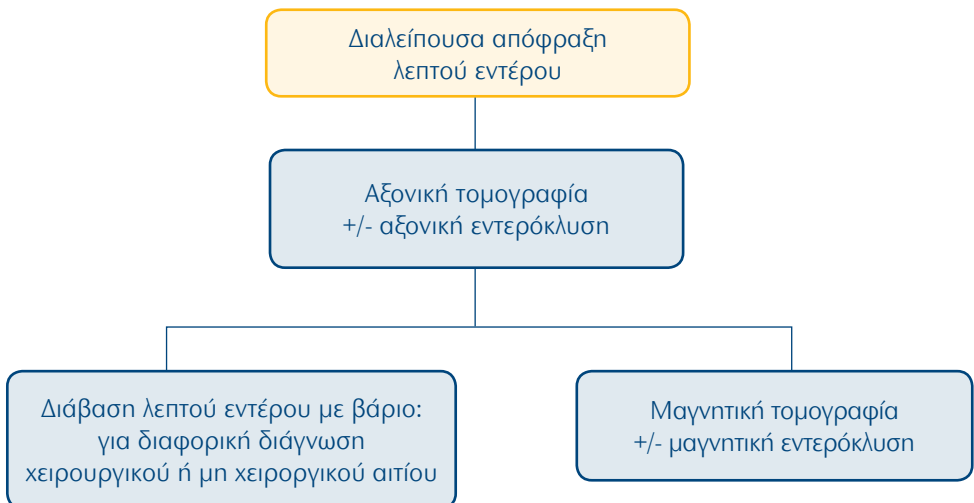 Διαλείπουσα απόφραξη
λεπτού εντέρου
Αξονική τομογραφία
+/- αξονική εντερόκλυση
Διάβαση λεπτού εντέρου με βάριο:
για διαφορική διάγνωση
χειρουργικού ή μη χειροργικού αιτίου
Μαγνητική τομογραφία
+/- μαγνητική εντερόκλυση